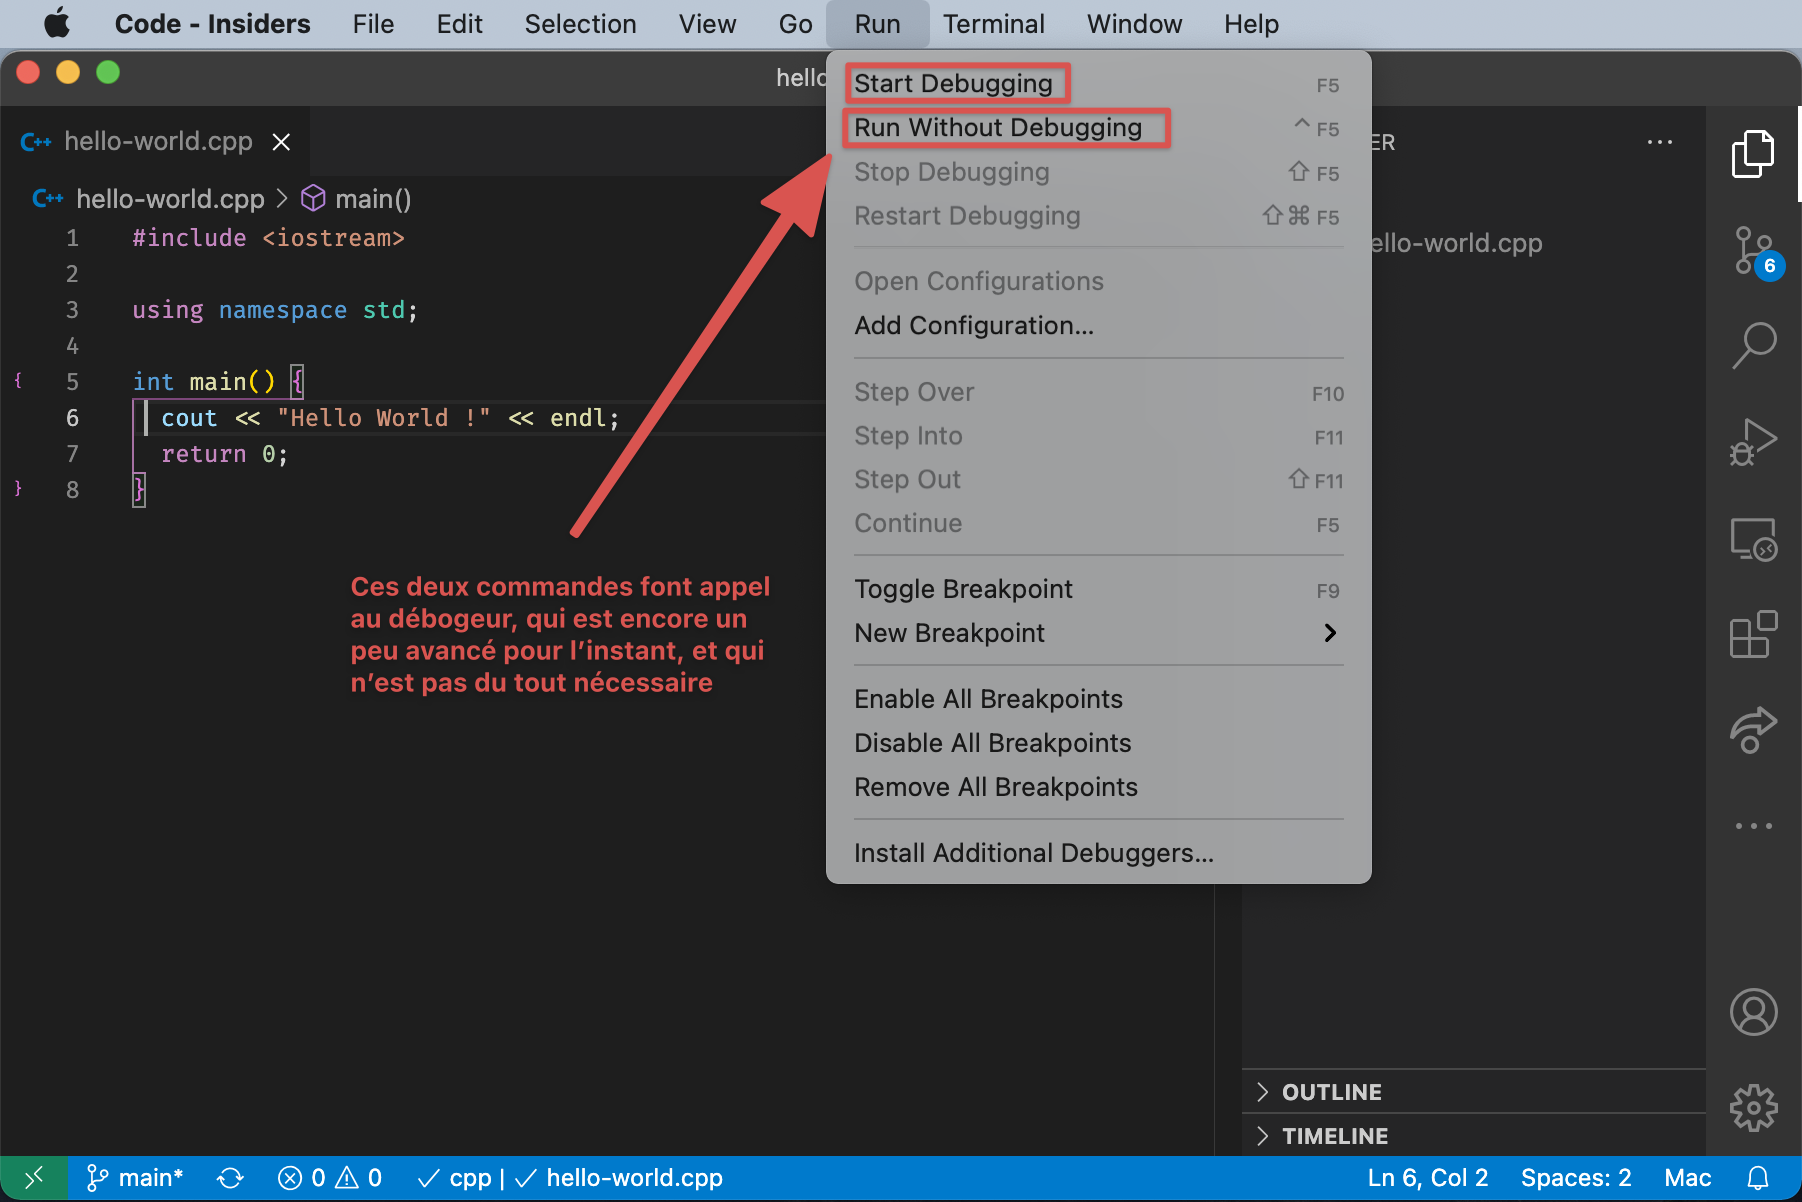 Code - Insiders File Edit Selection View Go Run Terminal Window Help
hello
C++ hello-world.cpp
C++ hello-world.cpp > main()
1 #include <iostream>
2
3 using namespace std;
4
{ 5 int main() {
6 cout << "Hello World !" << endl;
7 return 0;
} 8 }
Ces deux commandes font appel
au débogeur, qui est encore un
peu avancé pour l’instant, et qui
n’est pas du tout nécessaire
Start Debugging F5
Run Without Debugging ^ F5
Stop Debugging ⇧ F5
Restart Debugging ⇧⌘ F5
Open Configurations
Add Configuration...
Step Over F10
Step Into F11
Step Out ⇧ F11
Continue F5
Toggle Breakpoint F9
New Breakpoint
Enable All Breakpoints
Disable All Breakpoints
Remove All Breakpoints
Install Additional Debuggers...
ER
ello-world.cpp
6
OUTLINE
TIMELINE
main* 0 0 ✓ cpp | ✓ hello-world.cpp Ln 6, Col 2 Spaces: 2 Mac